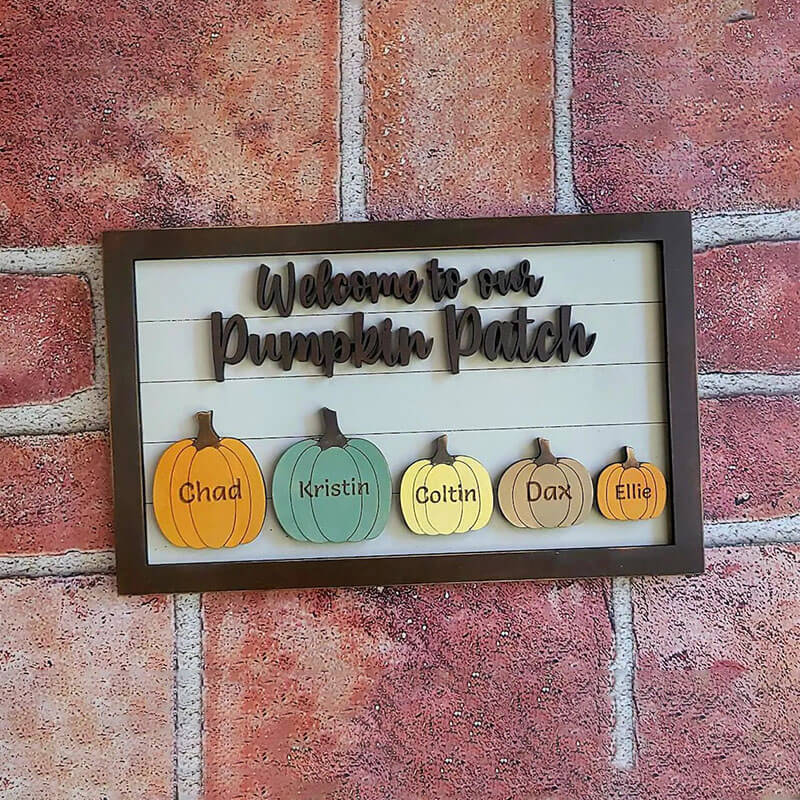 Welcome to our
Pumpkin Patch
Chad Kristin Coltin Dax Ellie